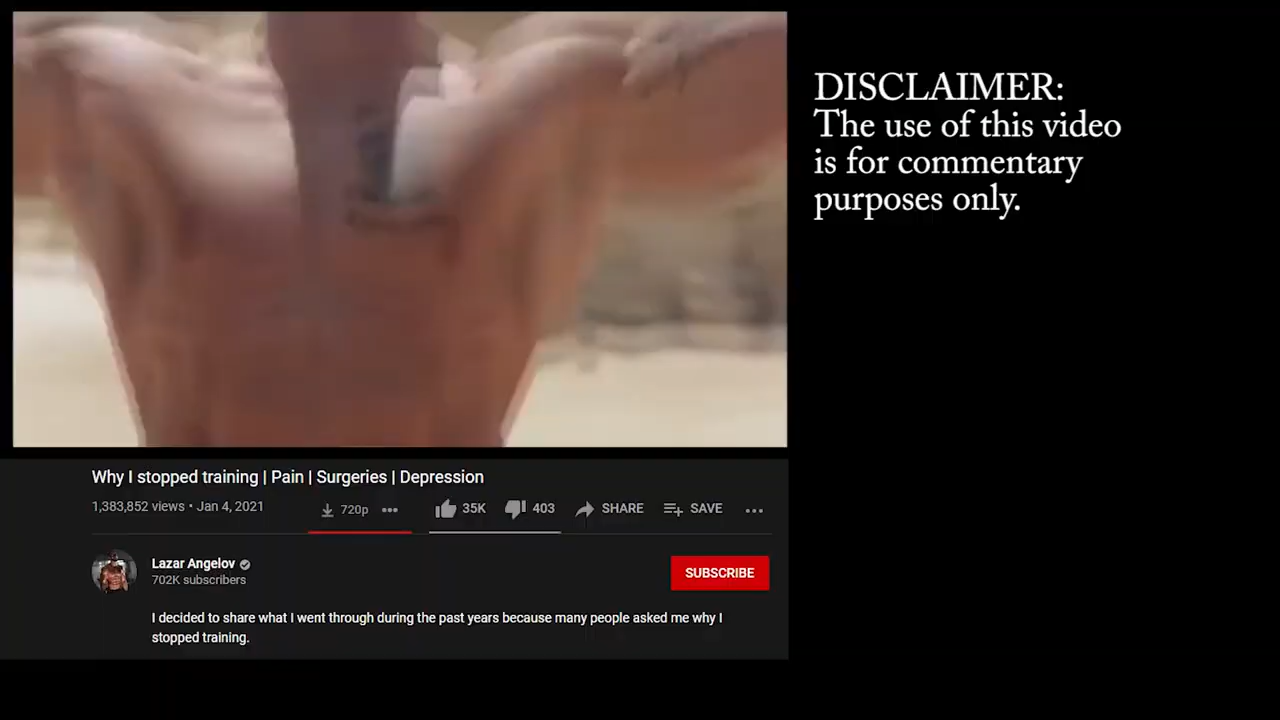 DISCLAIMER:
The use of this video
is for commentary
purposes only.
Why I stopped training | Pain | Surgeries | Depression
1,383,852 views • Jan 4, 2021
720p
35K
403
SHARE
SAVE
Lazar Angelov
702K subscribers
SUBSCRIBE
I decided to share what I went through during the past years because many people asked me why I
stopped training.